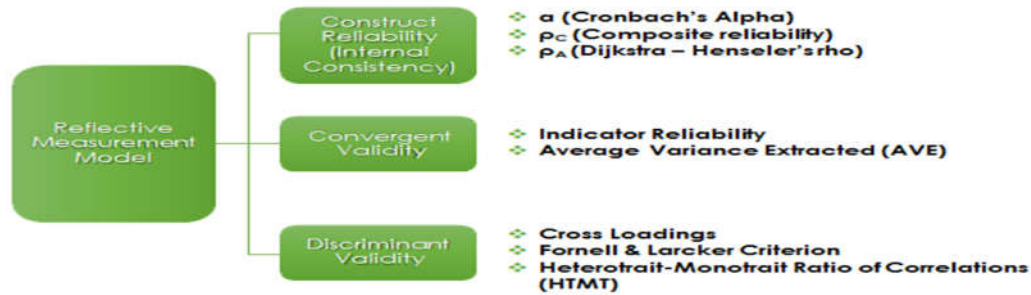 Reflective
Measurement
Model
Construct
Reliability
(Internal
Consistency)
❖ α (Cronbach's Alpha)
❖ ρC (Composite reliability)
❖ ρA (Dijkstra – Henseler's rho)
Convergent
Validity
❖ Indicator Reliability
❖ Average Variance Extracted (AVE)
Discriminant
Validity
❖ Cross Loadings
❖ Fornell & Larcker Criterion
❖ Heterotrait-Monotrait Ratio of Correlations
(HTMT)